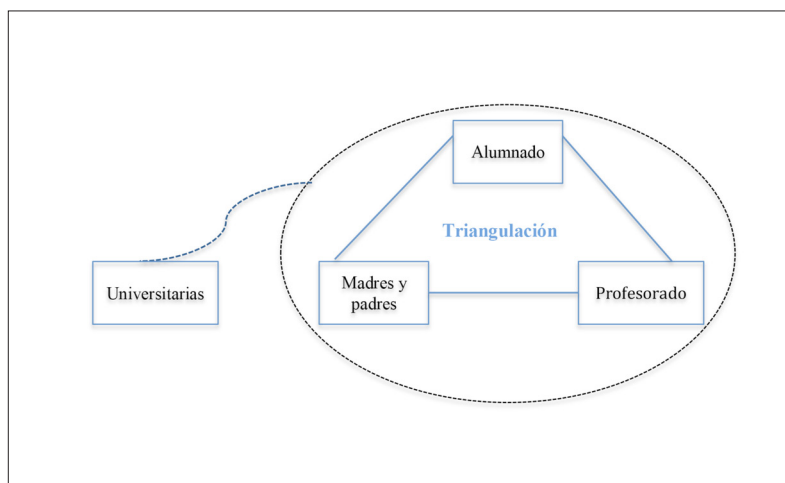 Alumnado
Triangulación
Universitarias
Madres y
padres
Profesorado